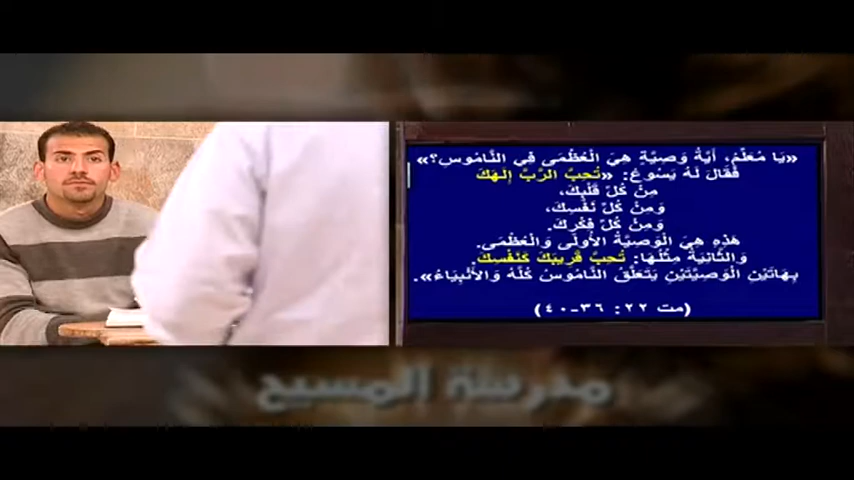 «يَا مُعَلِّمُ، أَيَّةُ وَصِيَّةٍ هِيَ الْعُظْمَى فِي النَّامُوسِ؟»
فَقَالَ لَهُ يَسُوعُ: «تُحِبُّ الرَّبَّ إِلهَكَ
مِنْ كُلِّ قَلْبِكَ،
وَمِنْ كُلِّ نَفْسِكَ،
وَمِنْ كُلِّ فِكْرِكَ.
هَذِهِ هِيَ الْوَصِيَّةُ الأُولَى وَالْعُظْمَى.
وَالثَّانِيَةُ مِثْلُهَا: تُحِبُّ قَرِيبَكَ كَنَفْسِكَ.
بِهَاتَيْنِ الْوَصِيَّتَيْنِ يَتَعَلَّقُ النَّامُوسُ كُلُّهُ وَالأَنْبِيَاءُ».
(مت ٢٢: ٣٦-٤٠)
مدرسة المسيح